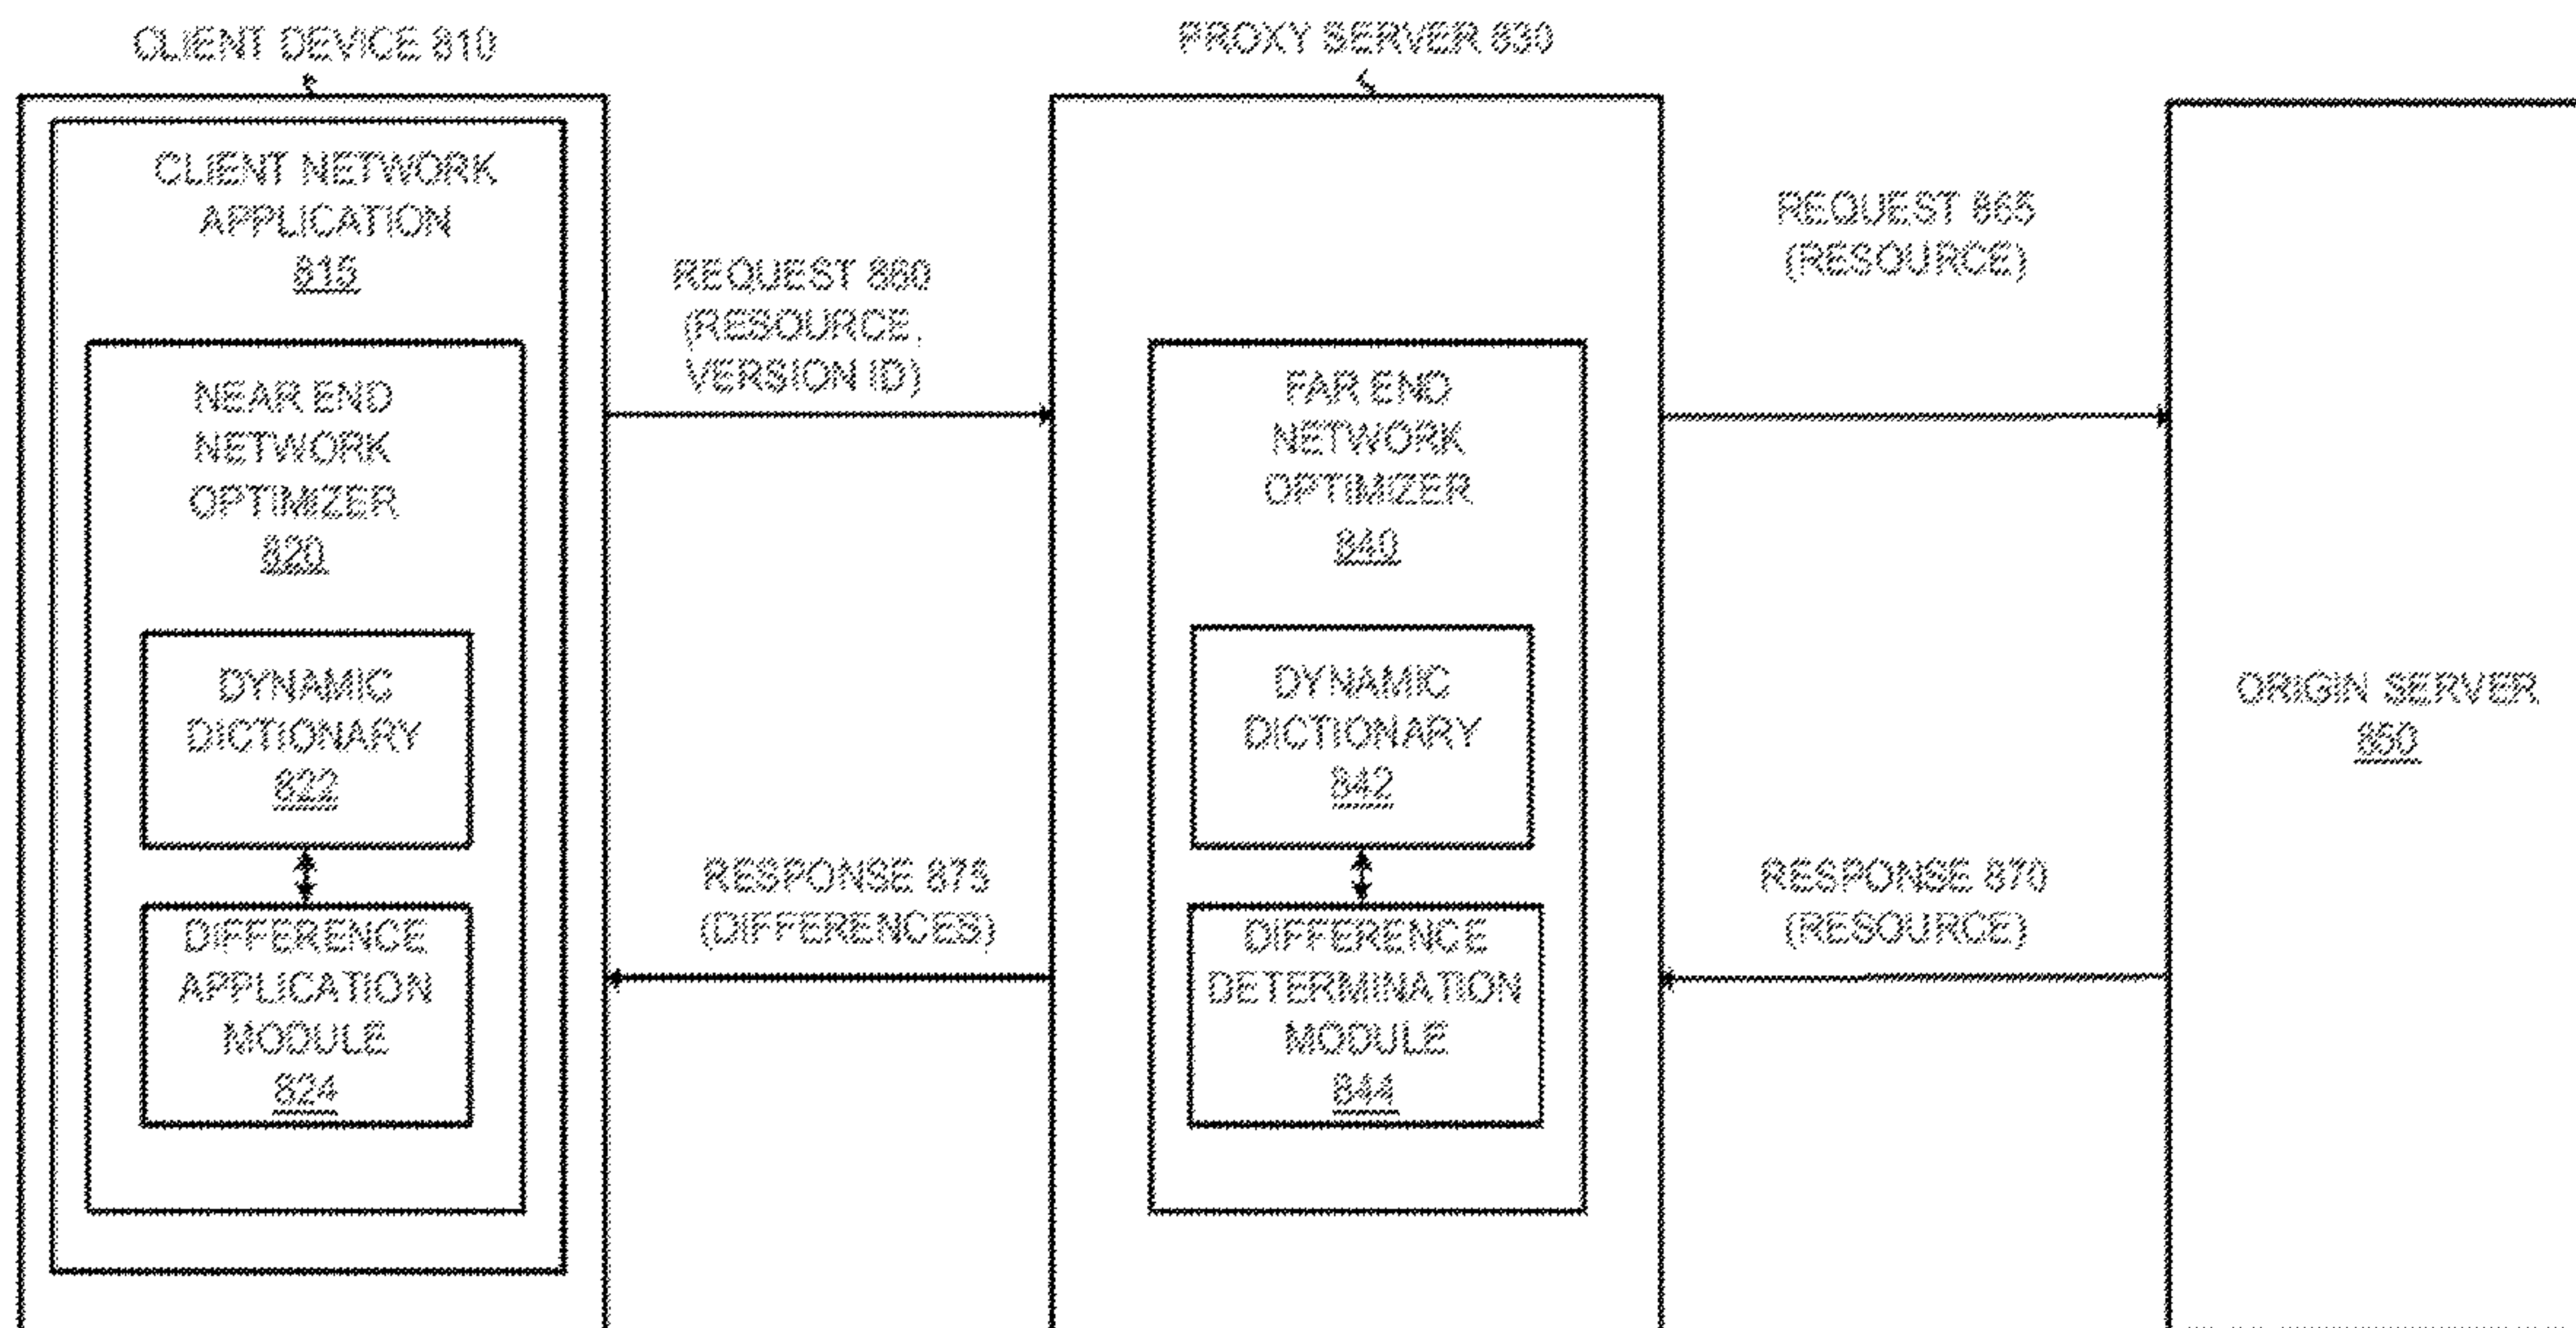 CLIENT DEVICE 810
CLIENT NETWORK
APPLICATION
815
NEAR END
NETWORK
OPTIMIZER
820
DYNAMIC
DICTIONARY
822
DIFFERENCE
APPLICATION
MODULE
824
REQUEST 860
(RESOURCE,
VERSION ID)
RESPONSE 875
(DIFFERENCES)
PROXY SERVER 830
FAR END
NETWORK
OPTIMIZER
840
DYNAMIC
DICTIONARY
842
DIFFERENCE
DETERMINATION
MODULE
844
REQUEST 865
(RESOURCE)
RESPONSE 870
(RESOURCE)
ORIGIN SERVER
850